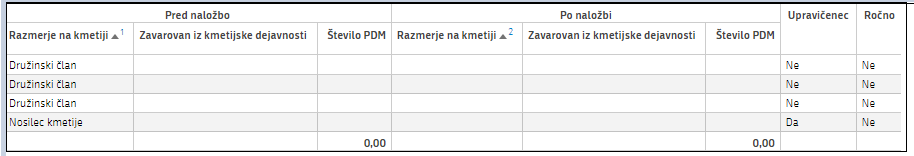 Pred naložbo Po naložbi Upravičenec Ročno
Razmerje na kmetiji 1 Zavarovan iz kmetijske dejavnosti Število PDM Razmerje na kmetiji 2 Zavarovan iz kmetijske dejavnosti Število PDM
Družinski član Ne Ne
Družinski član Ne Ne
Družinski član Ne Ne
Nosilec kmetije Da Ne
0,00 0,00